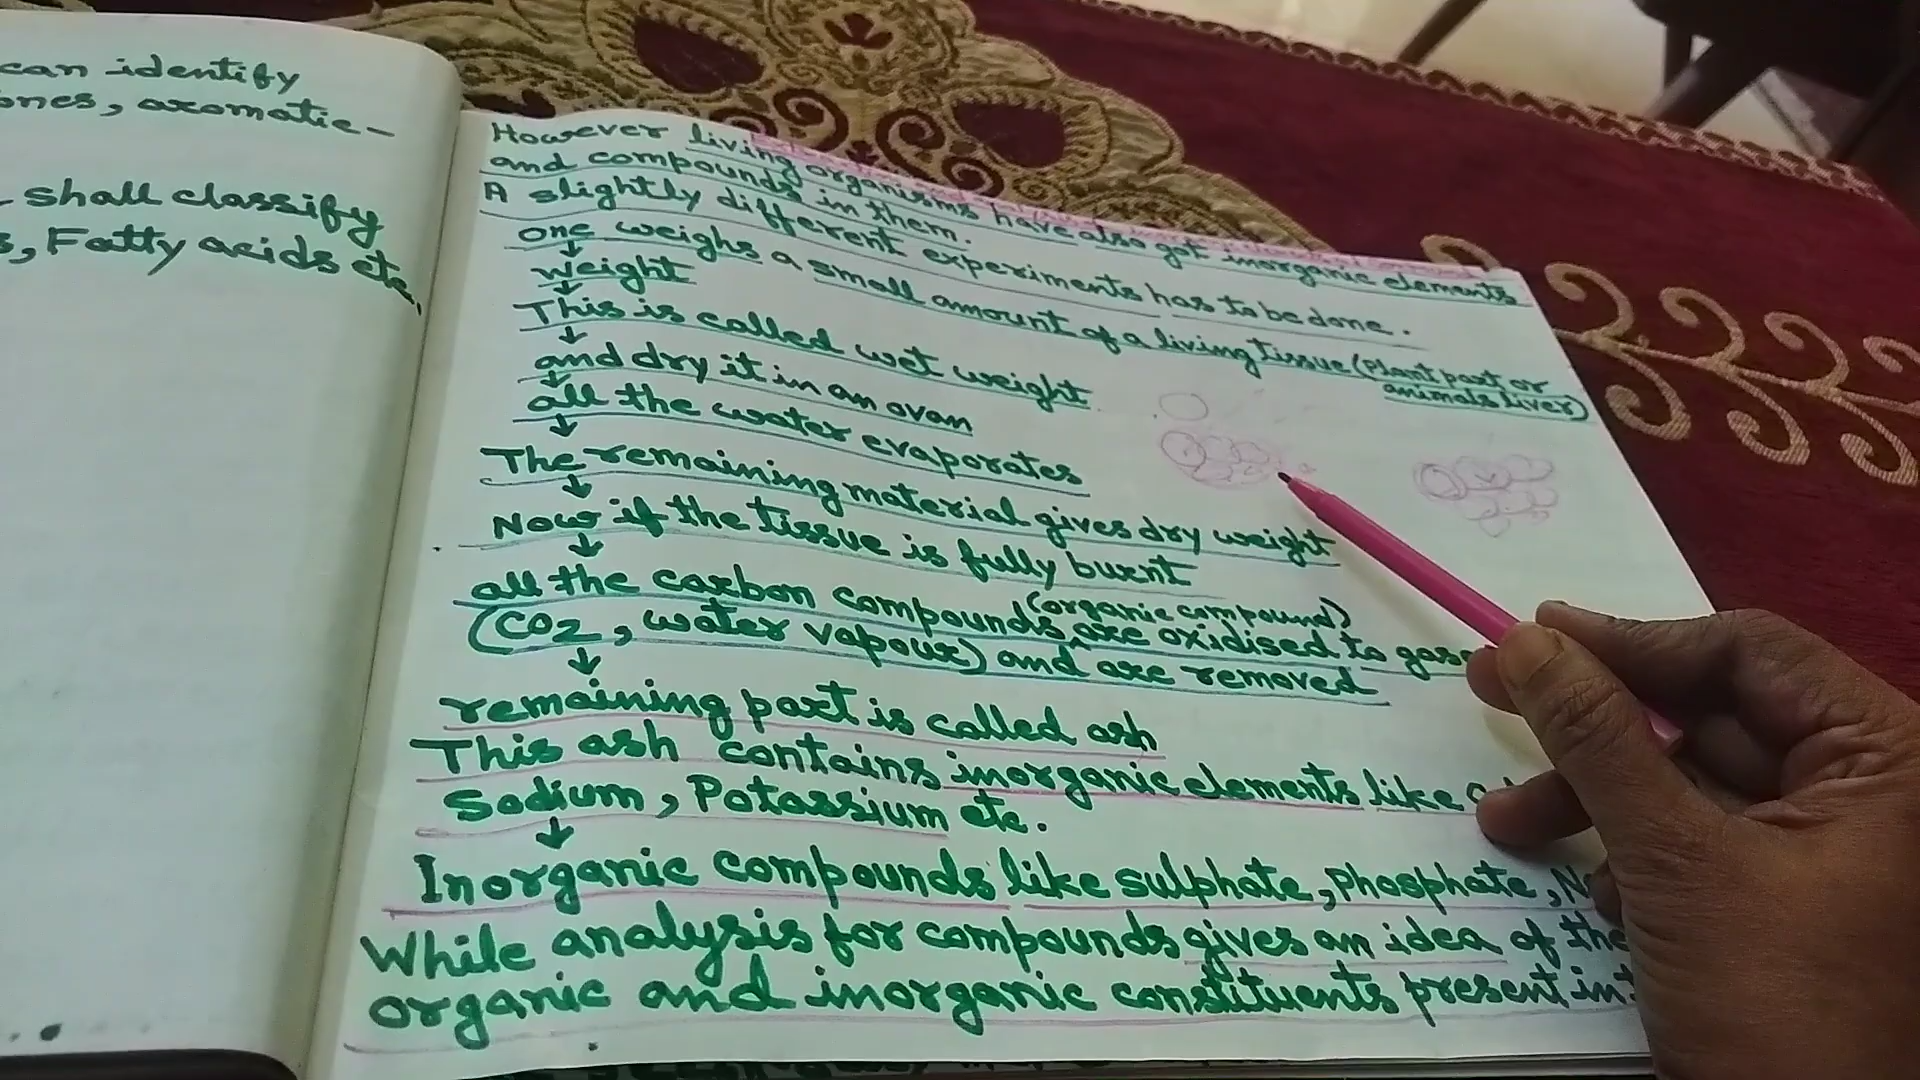 can identify
ones, aromatic-
shall classify
s, Fatty acids etc.
However living organisms have also got inorganic elements
and compounds in them.
A slightly different experiments has to be done.
one weighs a small amount of a living tissue (Plant part or
animals liver)
weight
This is called wet weight
and dry it in an ovan
all the water evaporates
The remaining material gives dry weight
Now if the tissue is fully burnt
all the carbon compounds are oxidised to gase
(organic compound)
(CO2, water vapour) and are removed
remaining part is called ash
This ash contains inorganic elements like
Sodium, Potassium etc.
Inorganic compounds like sulphate, Phosphate,
While analysis for compounds gives an idea of the
organic and inorganic constituents present in